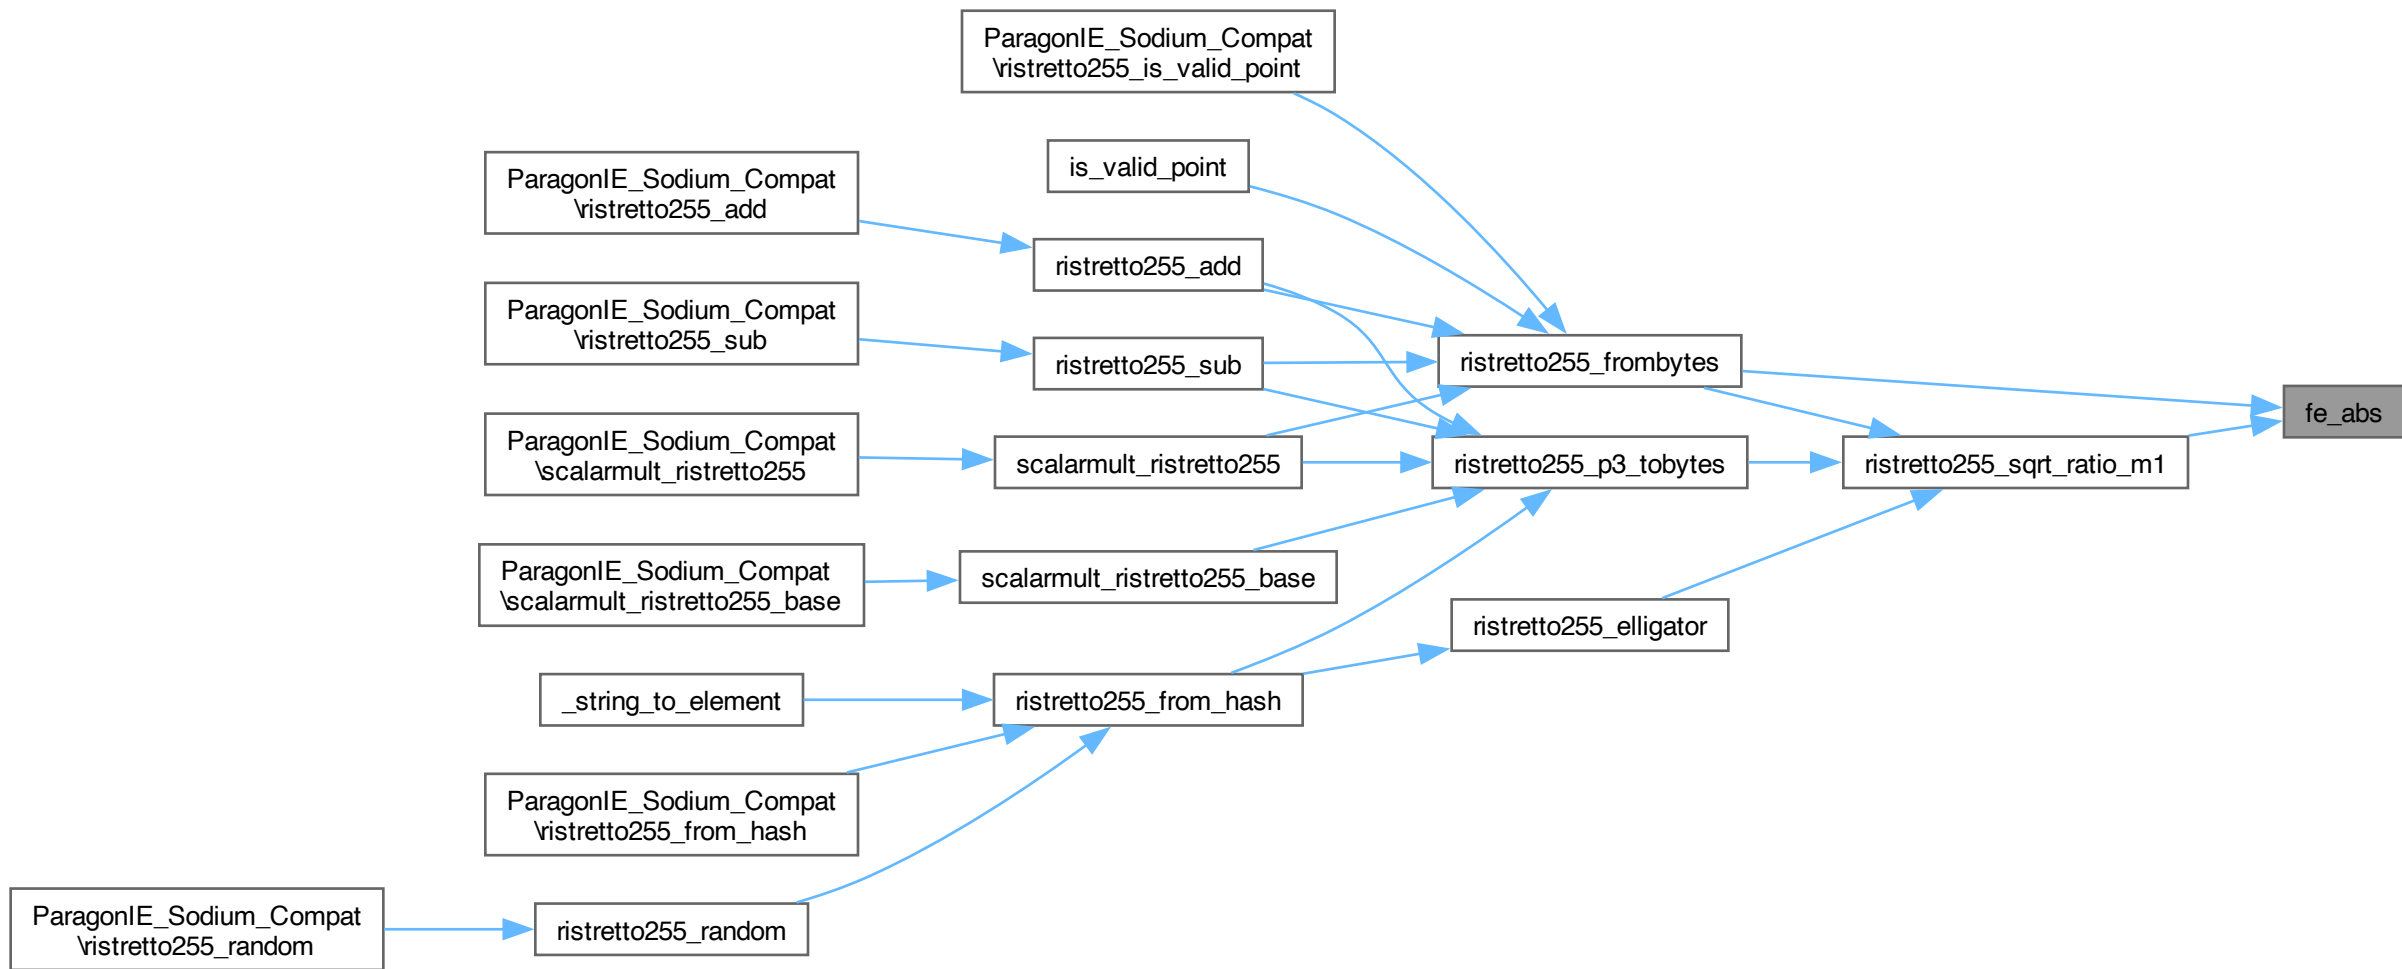 ParagonIE_Sodium_Compat
\ristretto255_is_valid_point
is_valid_point
ParagonIE_Sodium_Compat
\ristretto255_add
ristretto255_add
ParagonIE_Sodium_Compat
\ristretto255_sub
ristretto255_sub
ristretto255_frombytes
fe_abs
ParagonIE_Sodium_Compat
\scalarmult_ristretto255
scalarmult_ristretto255
ristretto255_p3_tobytes
ristretto255_sqrt_ratio_m1
ParagonIE_Sodium_Compat
\scalarmult_ristretto255_base
scalarmult_ristretto255_base
ristretto255_elligator
_string_to_element
ristretto255_from_hash
ParagonIE_Sodium_Compat
\ristretto255_from_hash
ParagonIE_Sodium_Compat
\ristretto255_random
ristretto255_random